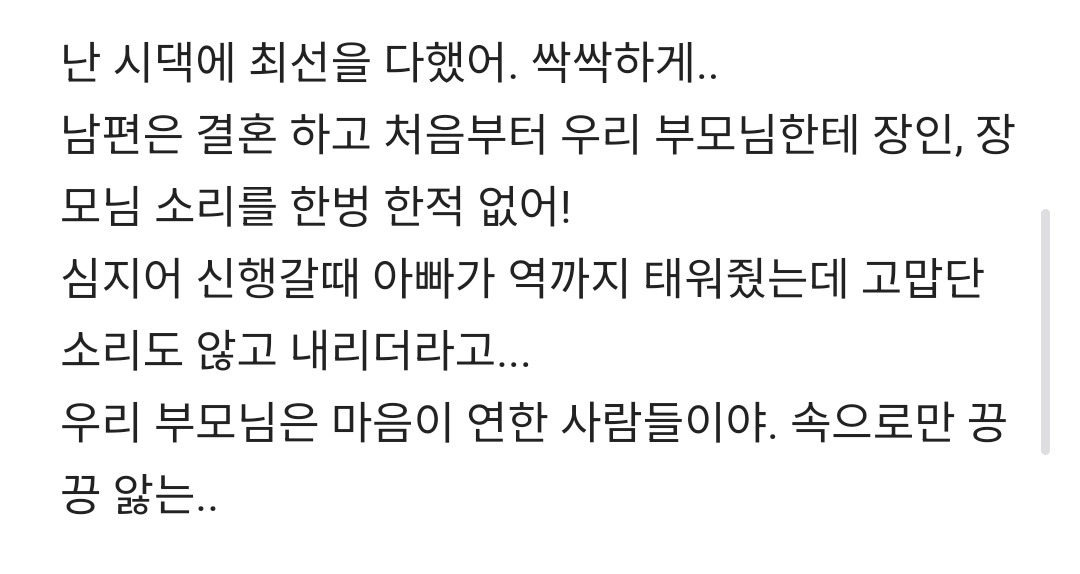 난 시댁에 최선을 다했어. 싹싹하게..
남편은 결혼 하고 처음부터 우리 부모님한테 장인, 장
모님 소리를 한벙 한적 없어!
심지어 신행갈때 아빠가 역까지 태워줬는데 고맙단
소리도 않고 내리더라고...
우리 부모님은 마음이 연한 사람들이야. 속으로만 끙
끙 앓는..